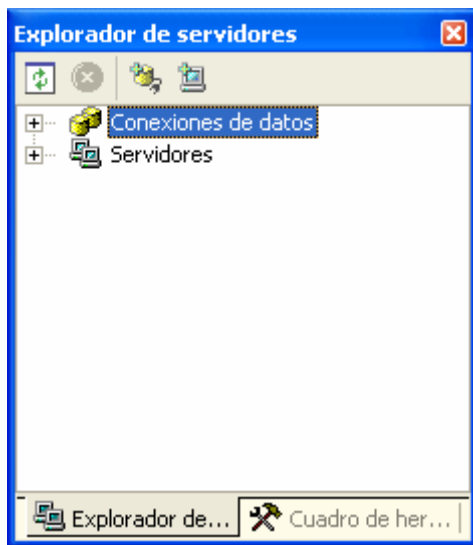 Explorador de servidores
Conexiones de datos
Servidores
Explorador de... Cuadro de her...